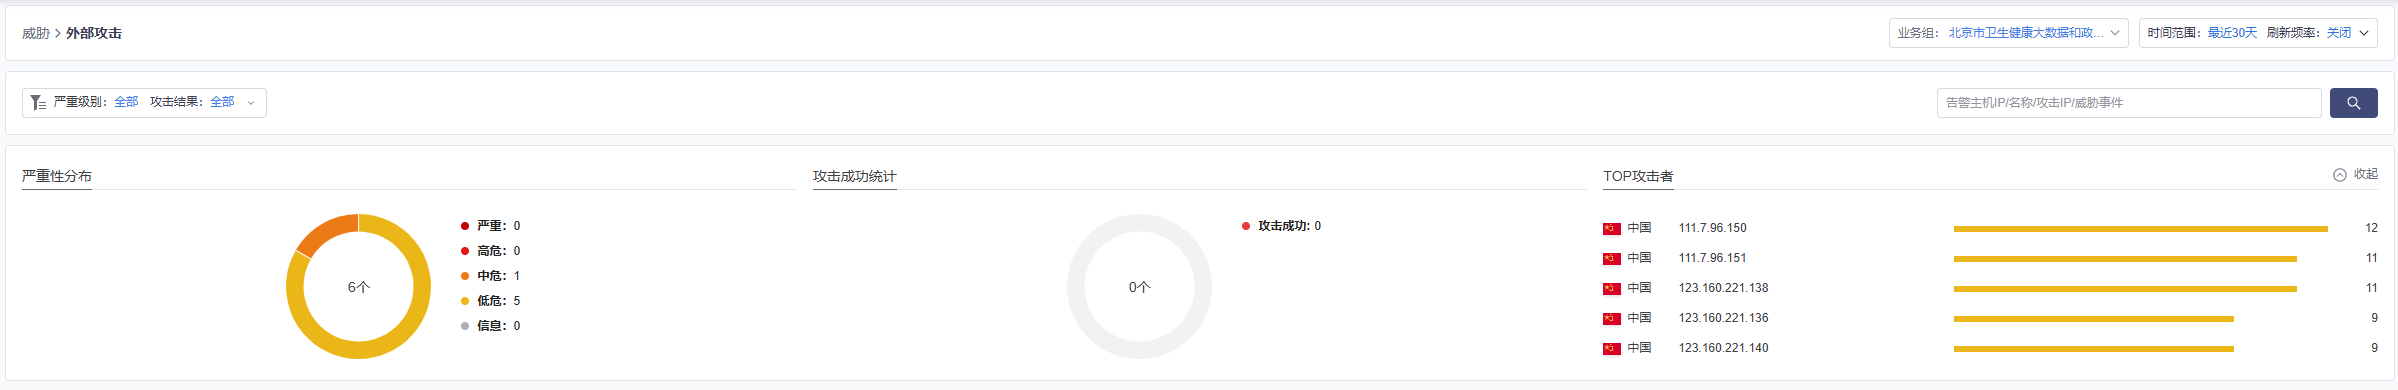 威胁 > 外部攻击
业务组: 北京市卫生健康大数据和政...
时间范围: 最近30天 刷新频率: 关闭
严重级别: 全部 攻击结果: 全部
告警主机IP/名称/攻击IP/威胁事件
严重性分布
6个
严重: 0
高危: 0
中危: 1
低危: 5
信息: 0
攻击成功统计
0个
攻击成功: 0
TOP攻击者
收起
中国 111.7.96.150 12
中国 111.7.96.151 11
中国 123.160.221.138 11
中国 123.160.221.136 9
中国 123.160.221.140 9